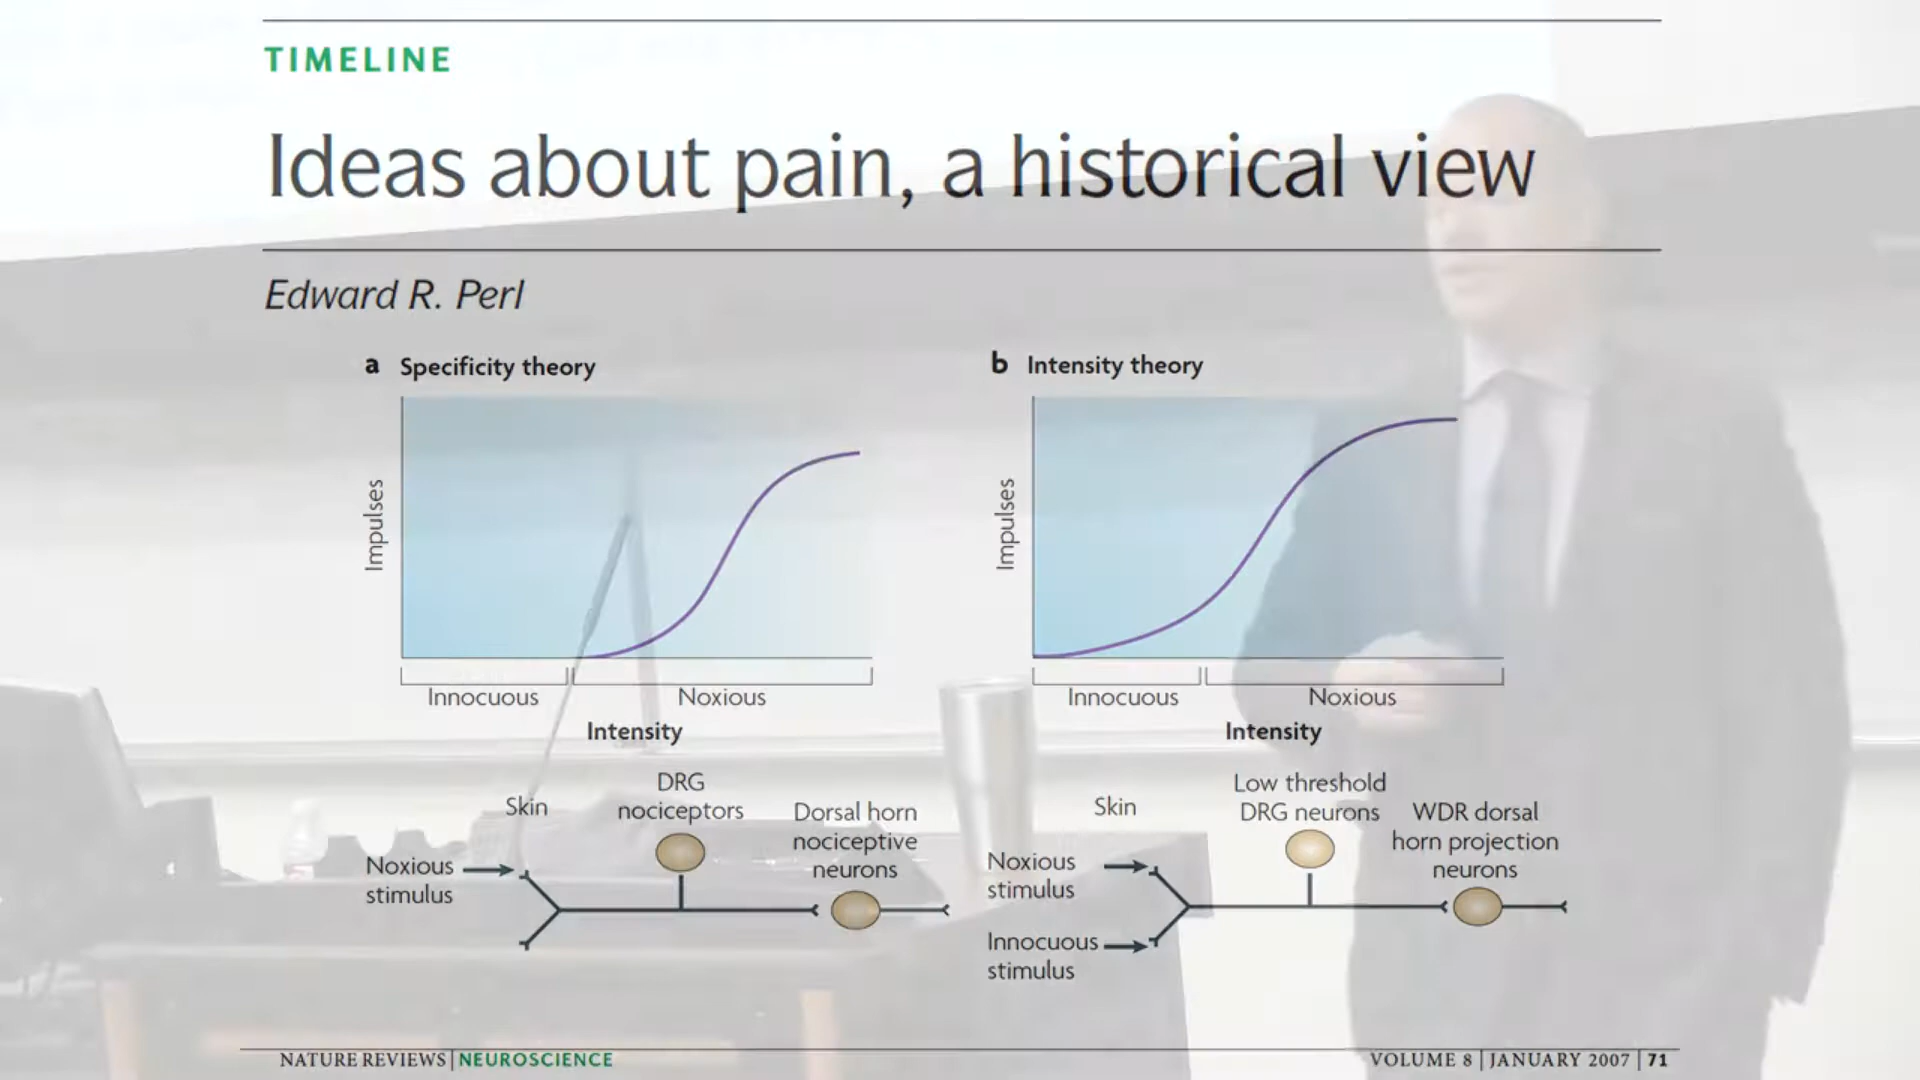 TIMELINE
Ideas about pain, a historical view
Edward R. Perl
a Specificity theory
Impulses
Innocuous
Noxious
Intensity
Skin
DRG
nociceptors
Dorsal horn
nociceptive
neurons
Noxious
stimulus
b Intensity theory
Impulses
Innocuous
Noxious
Intensity
Skin
Low threshold
DRG neurons
WDR dorsal
horn projection
neurons
Noxious
stimulus
Innocuous
stimulus
NATURE REVIEWS | NEUROSCIENCE
VOLUME 8 | JANUARY 2007 | 71